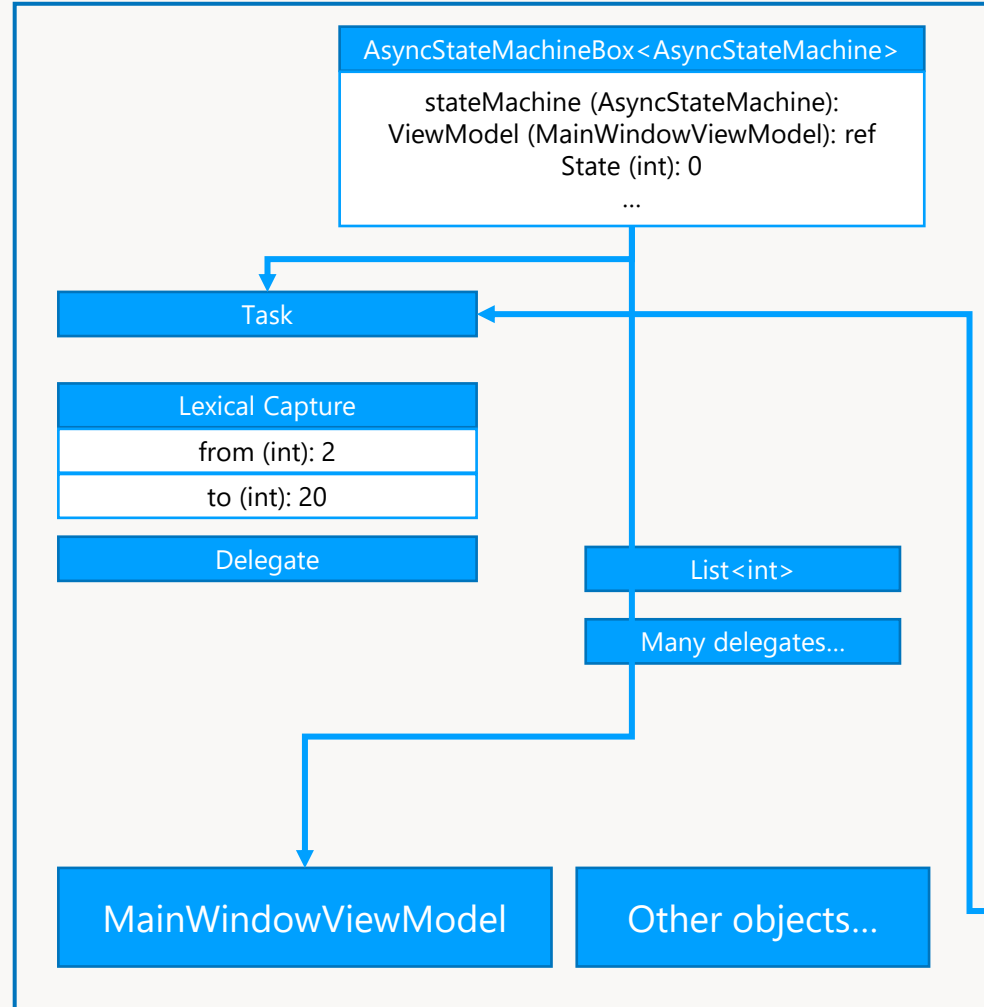 AsyncStateMachineBox<AsyncStateMachine>
stateMachine (AsyncStateMachine):
ViewModel (MainWindowViewModel): ref
State (int): 0
...
Task
Lexical Capture
from (int): 2
to (int): 20
Delegate
List<int>
Many delegates...
MainWindowViewModel
Other objects...